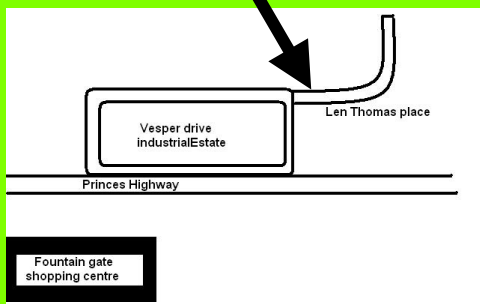 Len Thomas place
Vesper drive
industrialEstate
Princes Highway
Fountain gate
shopping centre